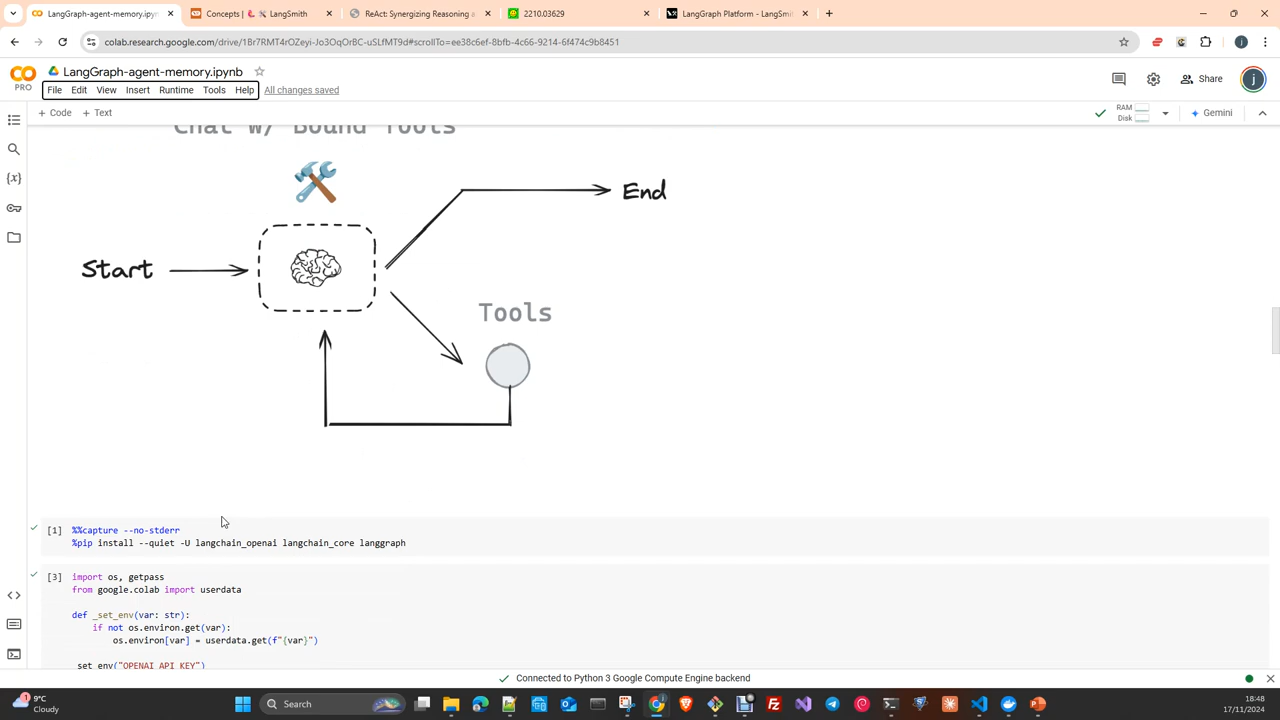 LangGraph-agent-memory.ipynb
Concepts | 🦜🛠️ LangSmith
ReAct: Synergizing Reasoning a
2210.03629
LangGraph Platform - LangSmi
colab.research.google.com/drive/1Br7RMT4rOZeyi-Jo3OqOrBC-uSLfMT9d#scrollTo=ee38c6ef-8bfb-4c66-9214-6f474c9b8451
CO
PRO
LangGraph-agent-memory.ipynb
File Edit View Insert Runtime Tools Help All changes saved
Share
j
+ Code + Text
RAM
Disk
Gemini
Chat w/ Bound Tools
End
Start
Tools
[1] %%capture --no-stderr
%pip install --quiet -U langchain_openai langchain_core langgraph
[3] import os, getpass
from google.colab import userdata
def _set_env(var: str):
if not os.environ.get(var):
os.environ[var] = userdata.get(f"{var}")
_set_env("OPENAI_API_KEY")
Connected to Python 3 Google Compute Engine backend
1
9°C
Cloudy
Search
18:48
17/11/2024